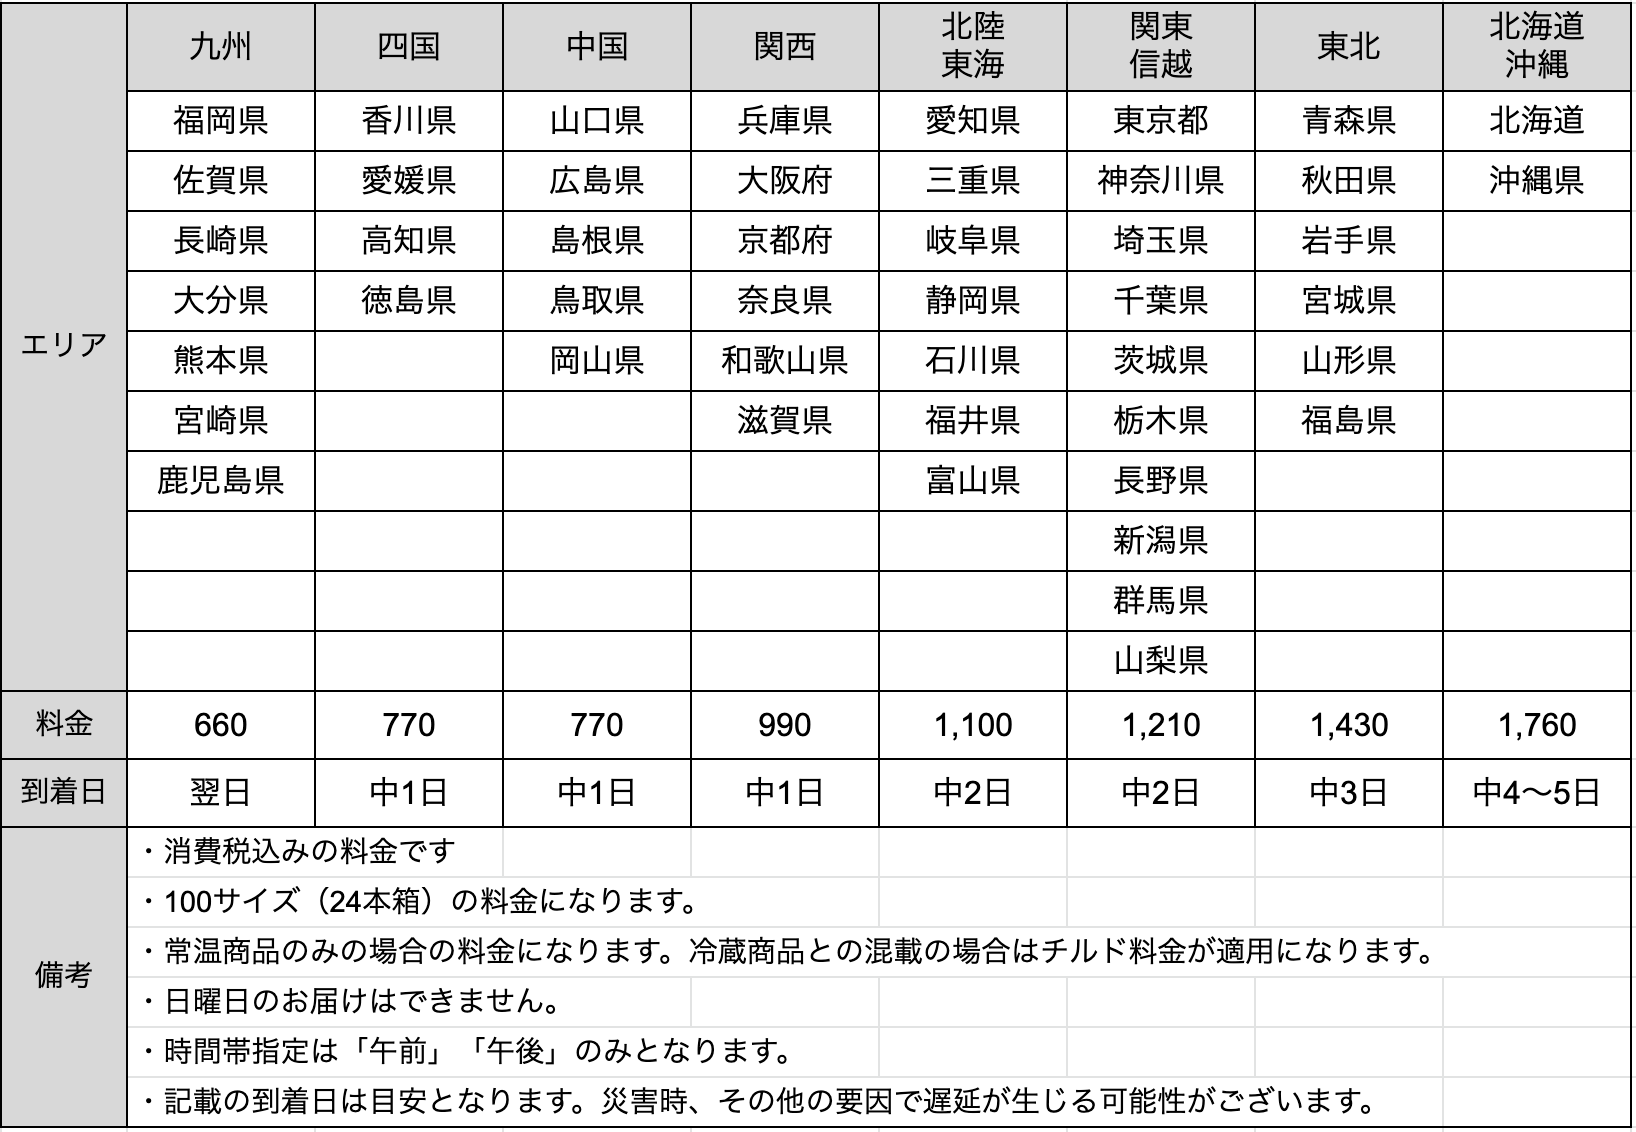 九州 四国 中国 関西 北陸東海 関東信越 東北 北海道沖縄
福岡県 香川県 山口県 兵庫県 愛知県 東京都 青森県 北海道
佐賀県 愛媛県 広島県 大阪府 三重県 神奈川県 秋田県 沖縄県
長崎県 高知県 島根県 京都府 岐阜県 埼玉県 岩手県
大分県 徳島県 鳥取県 奈良県 静岡県 千葉県 宮城県
エリア
熊本県 岡山県 和歌山県 石川県 茨城県 山形県
宮崎県 滋賀県 福井県 栃木県 福島県
鹿児島県 富山県 長野県
新潟県
群馬県
山梨県
料金 660 770 770 990 1,100 1,210 1,430 1,760
到着日 翌日 中1日 中1日 中1日 中2日 中2日 中3日 中4〜5日
備考
・消費税込みの料金です
・100サイズ（24本箱）の料金になります。
・常温商品のみの場合の料金になります。冷蔵商品との混載の場合はチルド料金が適用になります。
・日曜日のお届けはできません。
・時間帯指定は「午前」「午後」のみとなります。
・記載の到着日は目安となります。災害時、その他の要因で遅延が生じる可能性がございます。